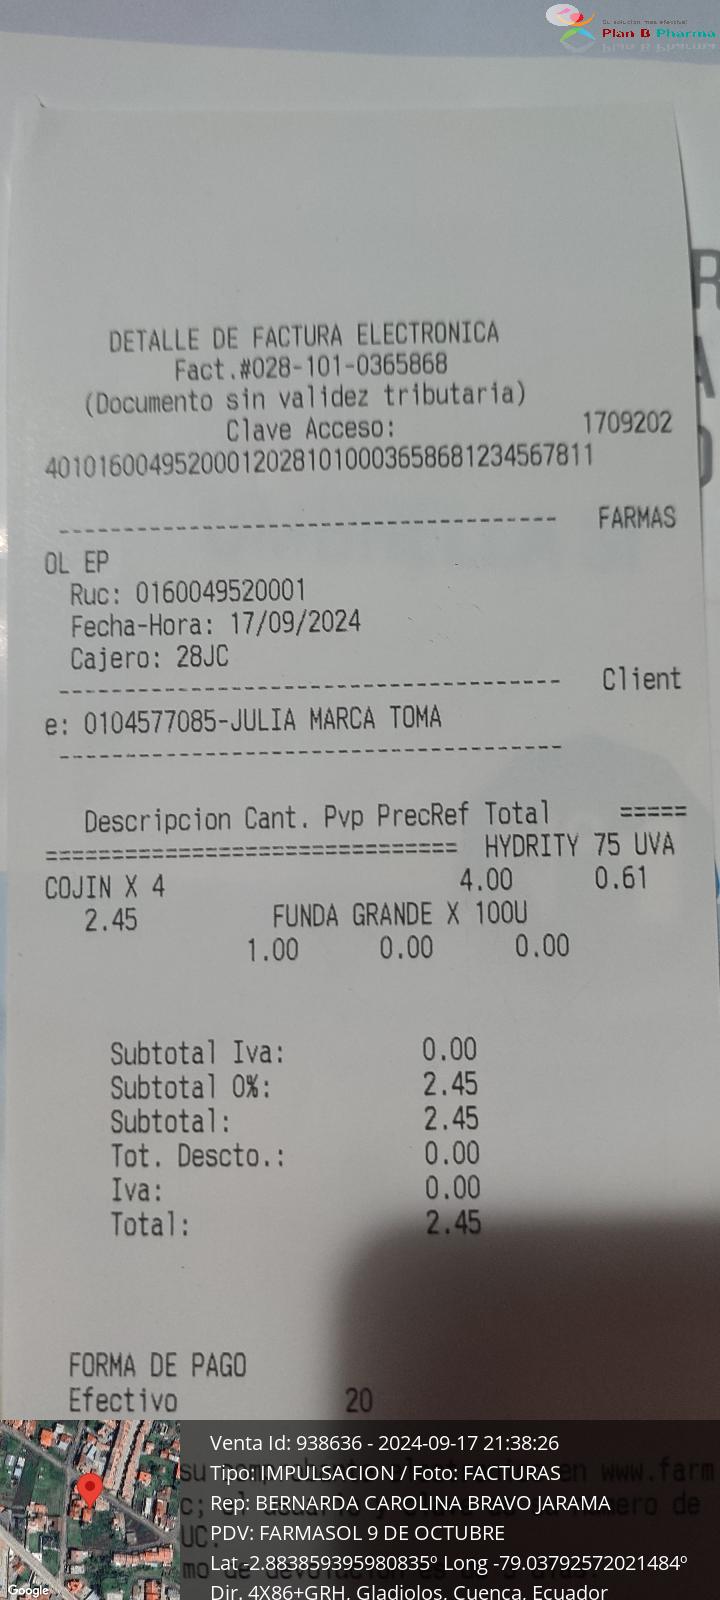 Su solución más efectiva!
Plan B Pharma
DETALLE DE FACTURA ELECTRONICA
Fact.#028-101-0365868
(Documento sin validez tributaria)
Clave Acceso: 1709202
401016004952000120281010003658681234567811
------------------------------------- FARMAS
OL EP
Ruc: 0160049520001
Fecha-Hora: 17/09/2024
Cajero: 28JC
------------------------------------- Client
e: 0104577085-JULIA MARCA TOMA
-------------------------------------
Descripcion Cant. Pvp PrecRef Total =====
================================ HYDRITY 75 UVA
COJIN X 4 4.00 0.61
2.45 FUNDA GRANDE X 100U
1.00 0.00 0.00
Subtotal Iva: 0.00
Subtotal 0%: 2.45
Subtotal: 2.45
Tot. Descto.: 0.00
Iva: 0.00
Total: 2.45
FORMA DE PAGO
Efectivo 20
Venta Id: 938636 - 2024-09-17 21:38:26
Tipo: IMPULSACION / Foto: FACTURAS
Rep: BERNARDA CAROLINA BRAVO JARAMA
PDV: FARMASOL 9 DE OCTUBRE
Lat -2.883859395980835º Long -79.03792572021484º
Dir. 4X86+GRH, Gladiolos, Cuenca, Ecuador
Google